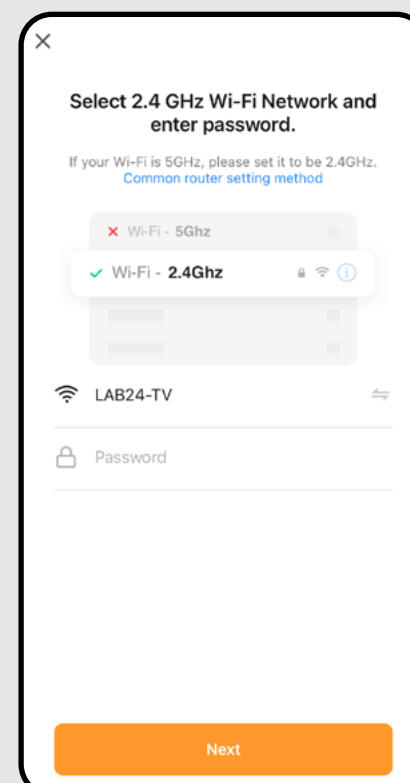 Select 2.4 GHz Wi-Fi Network and
enter password.
If your Wi-Fi is 5GHz, please set it to be 2.4GHz.
Common router setting method
Wi-Fi - 5Ghz
Wi-Fi - 2.4Ghz
LAB24-TV
Password
Next